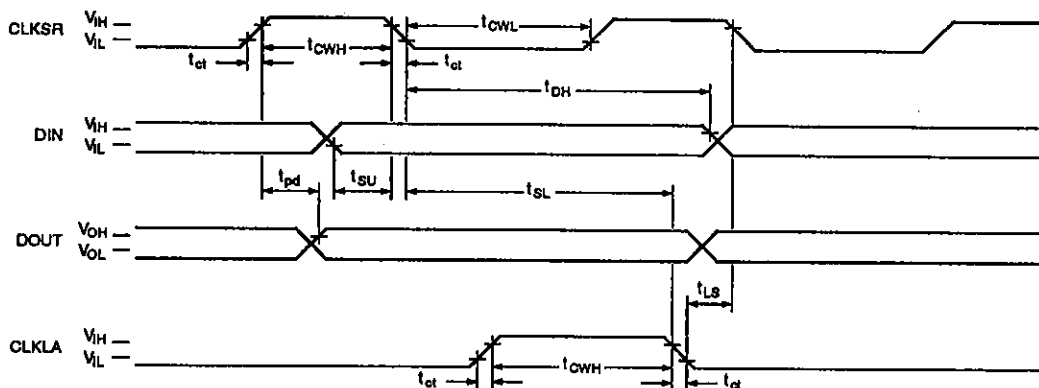 CLKSR
VIH
VIL
tCWL
tCWH
tct
tct
tDH
DIN
VIH
VIL
tpd
tSU
tSL
DOUT
VOH
VOL
tLS
CLKLA
VIH
VIL
tCWH
tct
tct